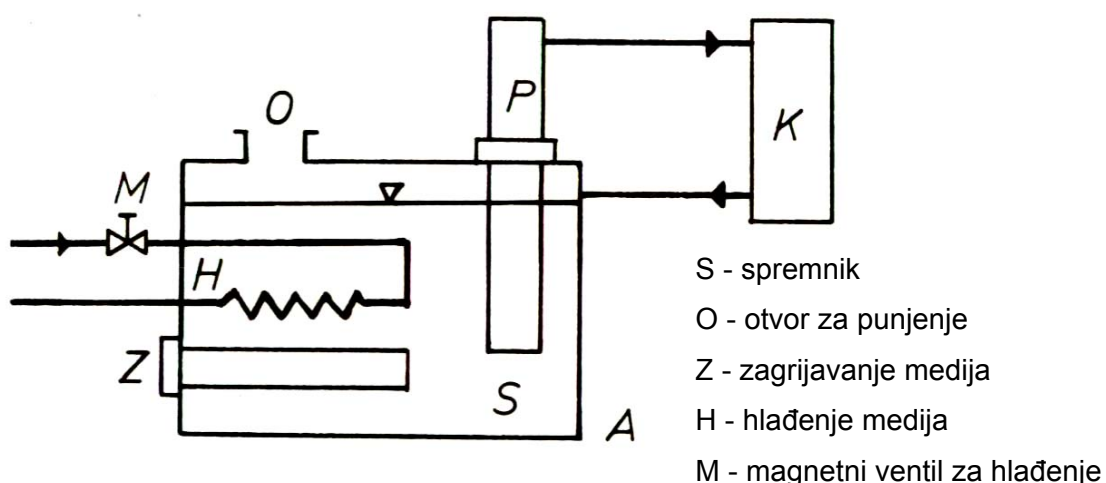 O
P
K
M
H
Z
S
A
S - spremnik
O - otvor za punjenje
Z - zagrijavanje medija
H - hlađenje medija
M - magnetni ventil za hlađenje